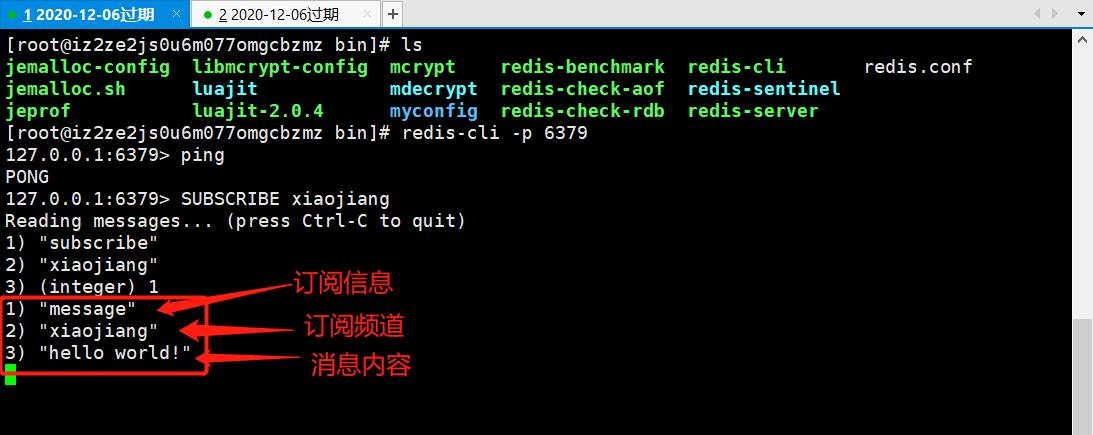 1 2020-12-06过期 × 2 2020-12-06过期 × +
[root@iz2ze2js0u6m077omgcbzmz bin]# ls
jemalloc-config libmcrypt-config mcrypt redis-benchmark redis-cli redis.conf
jemalloc.sh luajit mdecrypt redis-check-aof redis-sentinel
jeprof luajit-2.0.4 myconfig redis-check-rdb redis-server
[root@iz2ze2js0u6m077omgcbzmz bin]# redis-cli -p 6379
127.0.0.1:6379> ping
PONG
127.0.0.1:6379> SUBSCRIBE xiaojiang
Reading messages... (press Ctrl-C to quit)
1) "subscribe"
2) "xiaojiang"
3) (integer) 1
1) "message" 订阅信息
2) "xiaojiang" 订阅频道
3) "hello world!" 消息内容